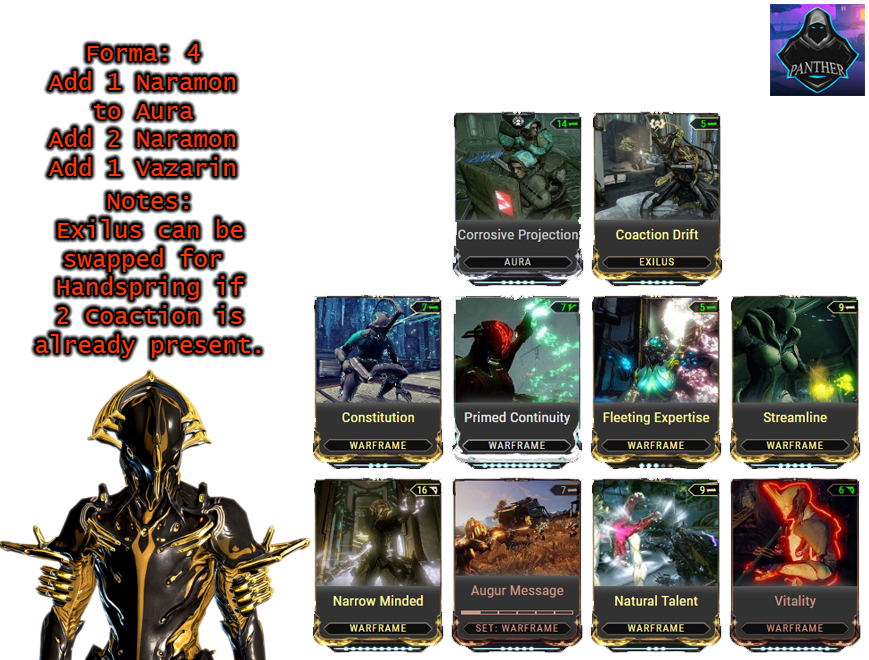 PANTHER
Forma: 4
Add 1 Naramon
to Aura
Add 2 Naramon
Add 1 Vazarin
Notes:
Exilus can be
swapped for
Handspring if
2 Coaction is
already present.
14
Corrosive Projection
AURA
5
Coaction Drift
EXILUS
7
Constitution
WARFRAME
7
Primed Continuity
WARFRAME
5
Fleeting Expertise
WARFRAME
9
Streamline
WARFRAME
16
Narrow Minded
WARFRAME
7
Augur Message
SET: WARFRAME
9
Natural Talent
WARFRAME
6
Vitality
WARFRAME